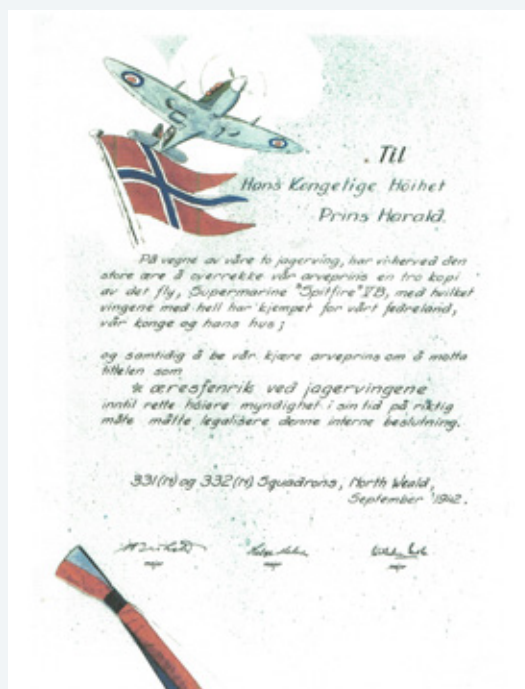 Til
Hans Kongelige Höihet
Prins Harald.
På vegne av våre to jagerving, har vi herved den
store ære å overrekke vår arveprins en tro kopi
av det fly, Supermarine "Spitfire" VB, med hvilket
vingene med hell har kjempet for vårt fedreland,
vår konge og hans hus;
og samtidig å be vår kjære arveprins om å motta
tittelen som
* æresfenrik ved jagervingene
inntil rette höiere myndighet i sin tid på riktig
måte måtte legalisere denne interne beslutning.
331(N) og 332(N) Squadrons, North Weald,
September 1942.